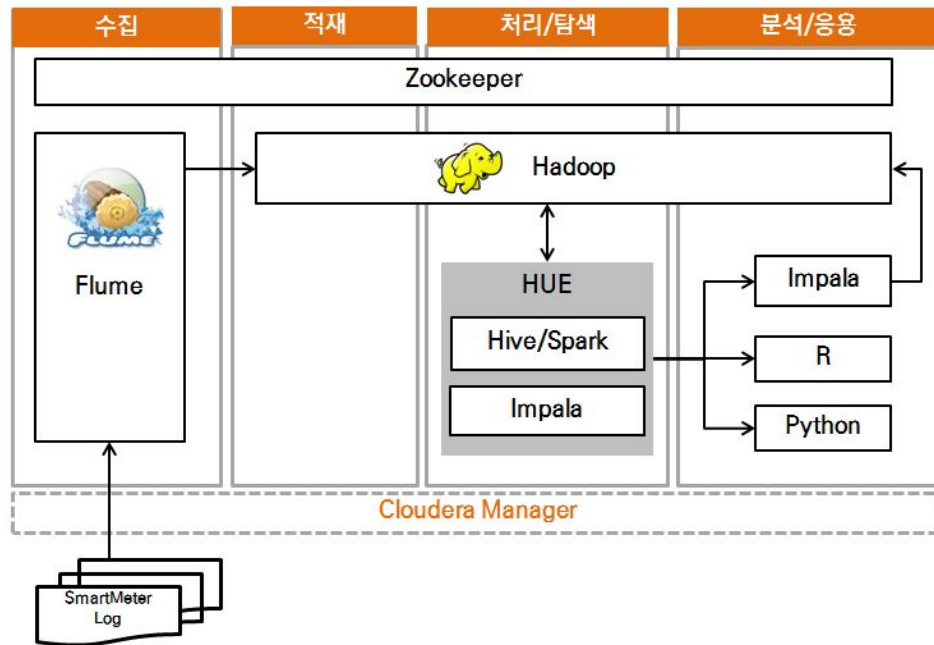 수집
적재
처리/탐색
분석/응용
Zookeeper
Hadoop
FLUME
Flume
HUE
Hive/Spark
Impala
Impala
R
Python
Cloudera Manager
SmartMeter
Log